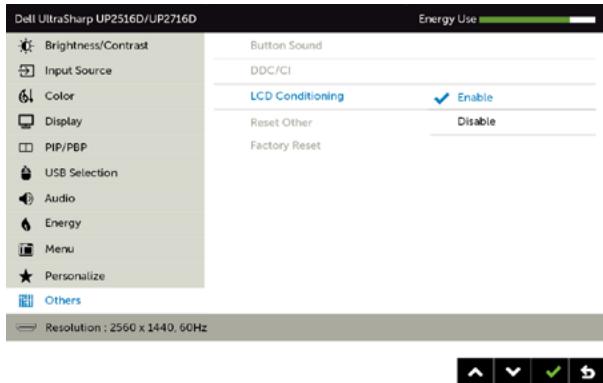 Dell UltraSharp UP2516D/UP2716D Energy Use
Brightness/Contrast Button Sound
Input Source DDC/CI
Color LCD Conditioning Enable
Display Reset Other Disable
PIP/PBP Factory Reset
USB Selection
Audio
Energy
Menu
Personalize
Others
Resolution : 2560 x 1440, 60Hz